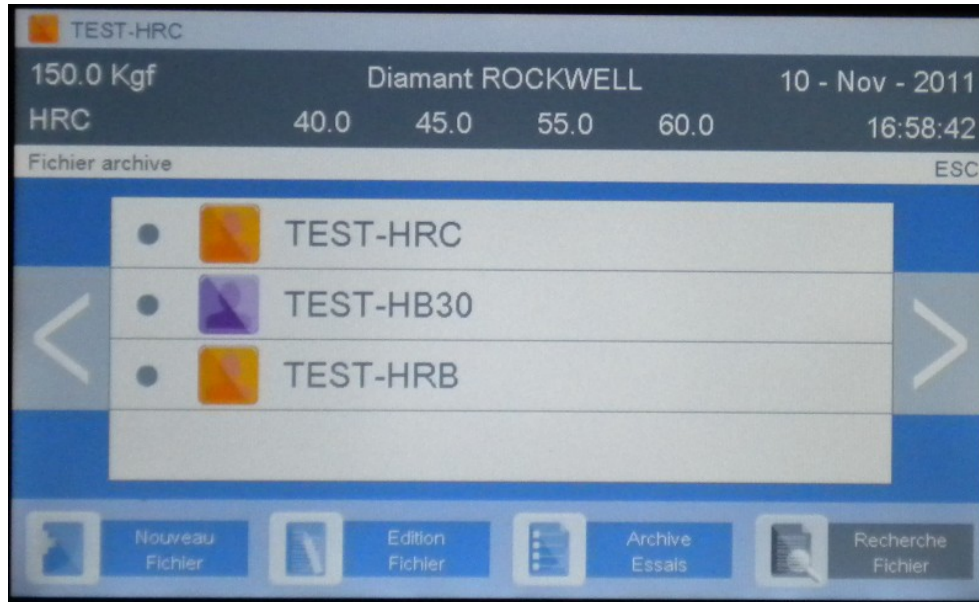 TEST-HRC
150.0 Kgf Diamant ROCKWELL 10 - Nov - 2011
HRC 40.0 45.0 55.0 60.0 16:58:42
Fichier archive ESC
TEST-HRC
TEST-HB30
TEST-HRB
Nouveau Fichier
Edition Fichier
Archive Essais
Recherche Fichier